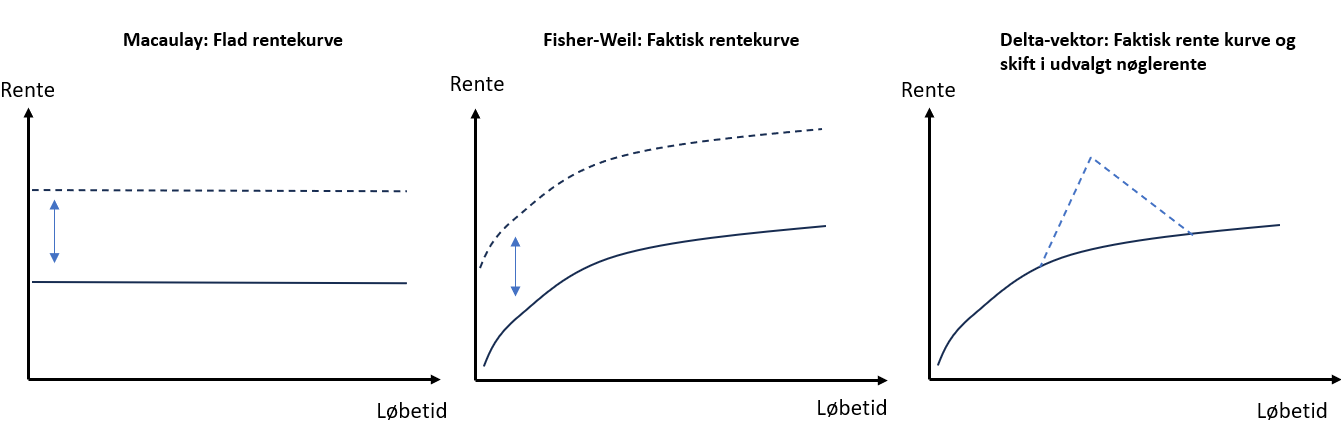 Macaulay: Flad rentekurve
Rente
Løbetid
Fisher-Weil: Faktisk rentekurve
Rente
Løbetid
Delta-vektor: Faktisk rente kurve og
skift i udvalgt nøglerente
Rente
Løbetid